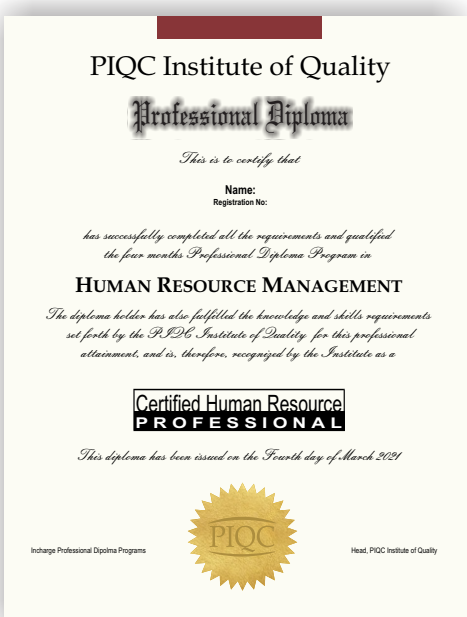 PIQC Institute of Quality
Professional Diploma
This is to certify that
Name:
Registration No:
has successfully completed all the requirements and qualified
the four months Professional Diploma Program in
HUMAN RESOURCE MANAGEMENT
The diploma holder has also fulfilled the knowledge and skills requirements
set forth by the PIQC Institute of Quality for this professional
attainment, and is, therefore, recognized by the Institute as a
Certified Human Resource
PROFESSIONAL
This diploma has been issued on the Fourth day of March 2021
PIQC
Incharge Professional Dipolma Programs
Head, PIQC Institute of Quality